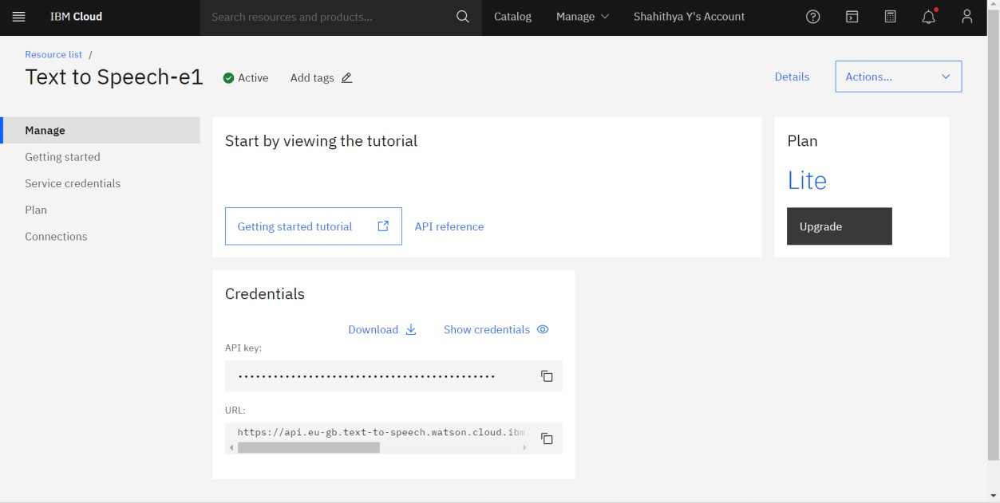 IBM Cloud
Search resources and products...
Catalog
Manage
Shahithya Y's Account
Resource list /
Text to Speech-e1
Active
Add tags
Details
Actions...
Manage
Getting started
Service credentials
Plan
Connections
Start by viewing the tutorial
Getting started tutorial
API reference
Plan
Lite
Upgrade
Credentials
Download
Show credentials
API key:
••••••••••••••••••••••••••••••••••••••••••••
URL:
https://api.eu-gb.text-to-speech.watson.cloud.ibm.